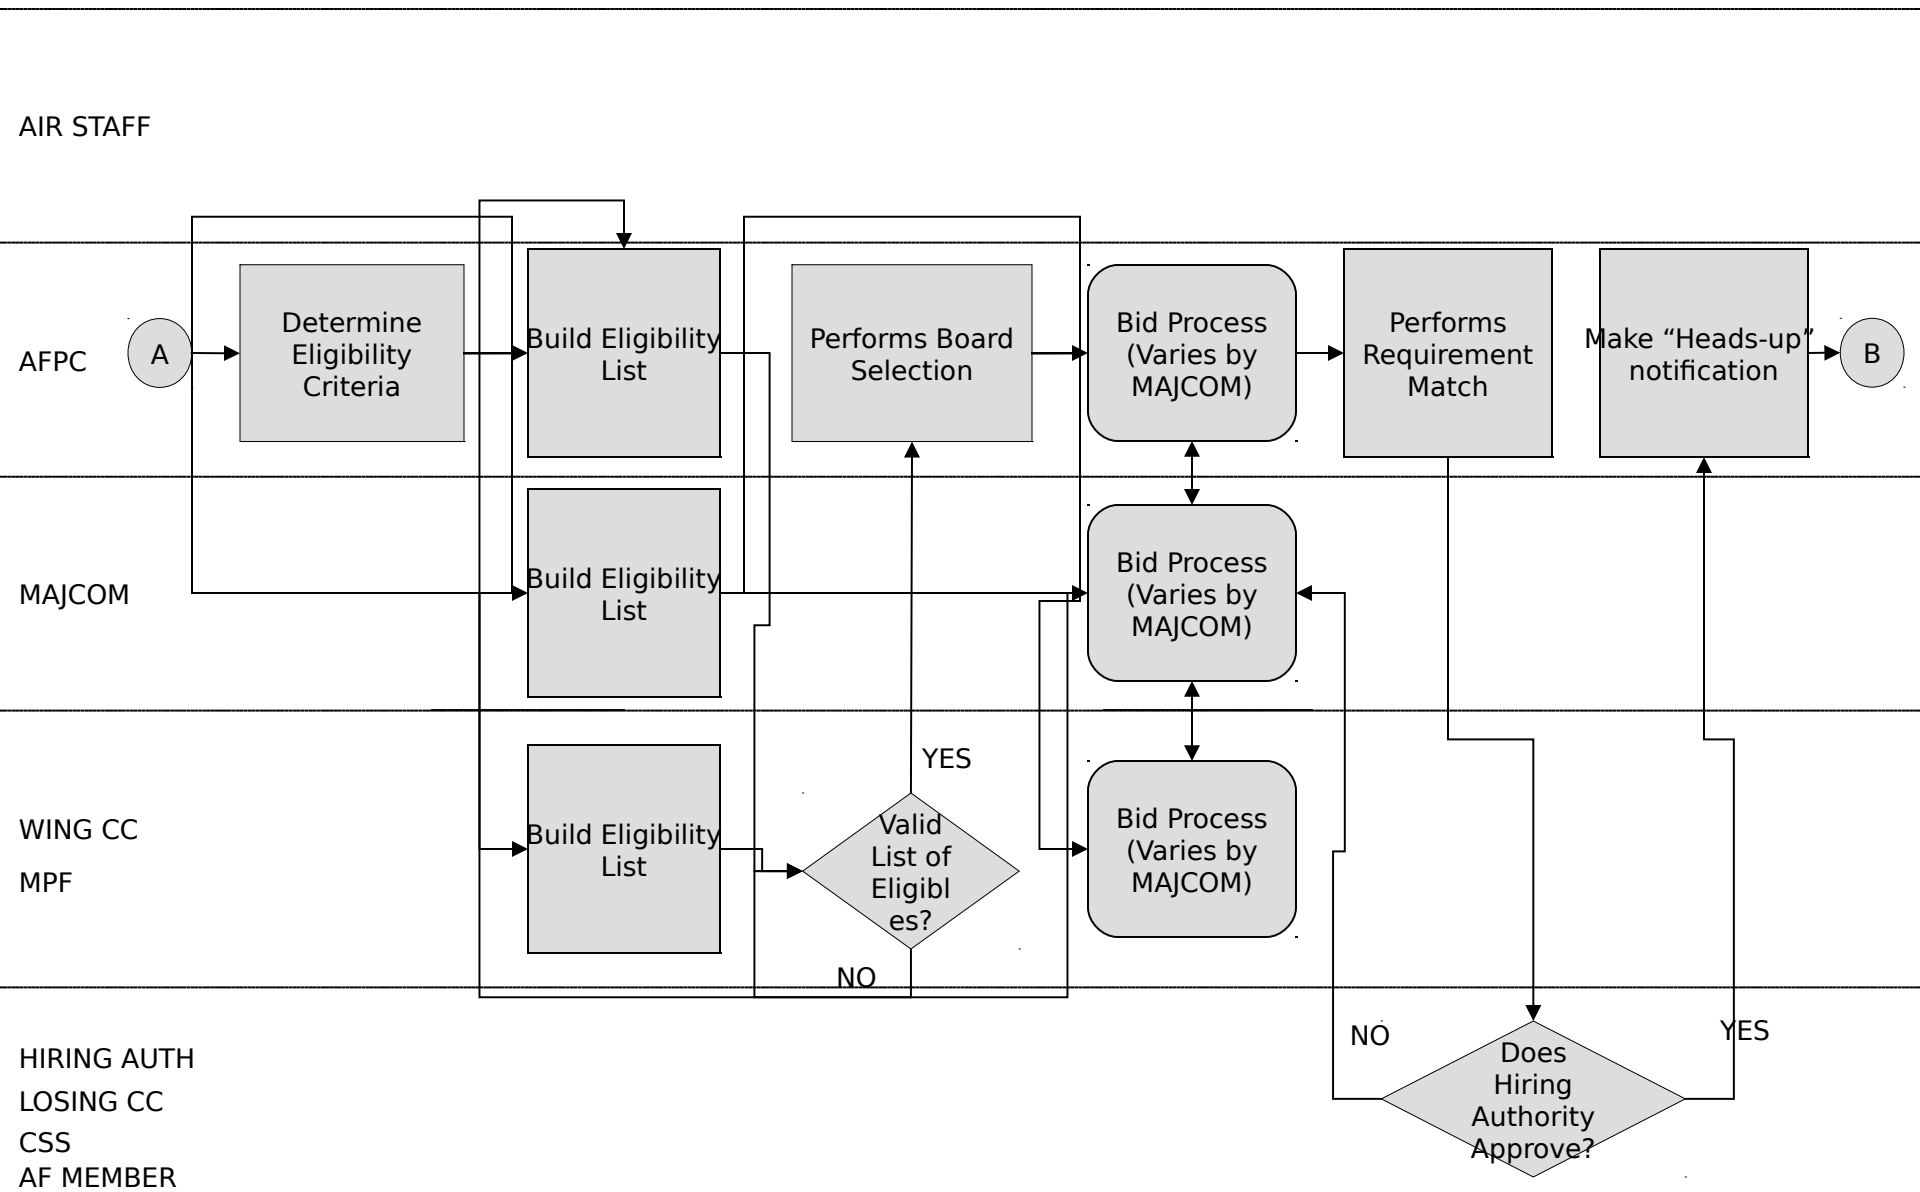 AIR STAFF
AFPC
A
Determine
Eligibility
Criteria
Build Eligibility
List
Performs Board
Selection
Bid Process
(Varies by
MAJCOM)
Performs
Requirement
Match
Make “Heads-up”
notification
B
MAJCOM
Build Eligibility
List
Bid Process
(Varies by
MAJCOM)
WING CC
MPF
Build Eligibility
List
YES
Valid
List of
Eligibl
es?
NO
Bid Process
(Varies by
MAJCOM)
HIRING AUTH
LOSING CC
CSS
AF MEMBER
NO
Does
Hiring
Authority
Approve?
YES